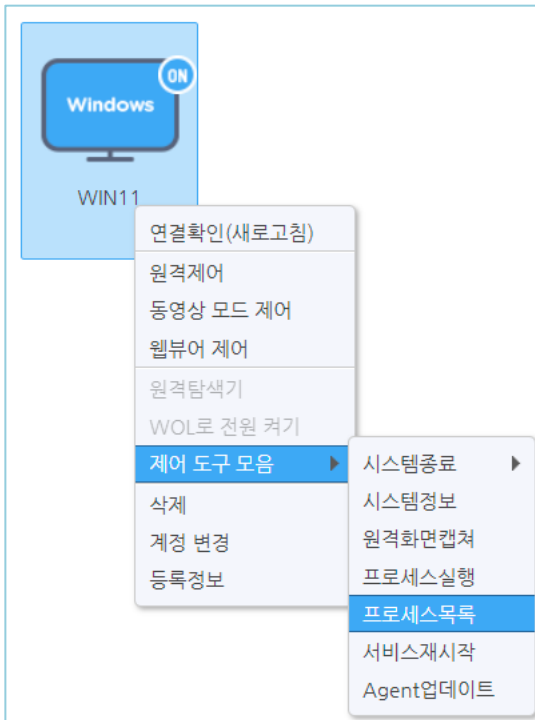 ON
Windows
WIN11
연결확인(새로고침)
원격제어
동영상 모드 제어
웹뷰어 제어
원격탐색기
WOL로 전원 켜기
제어 도구 모음
삭제
계정 변경
등록정보
시스템종료
시스템정보
원격화면캡쳐
프로세스실행
프로세스목록
서비스재시작
Agent업데이트